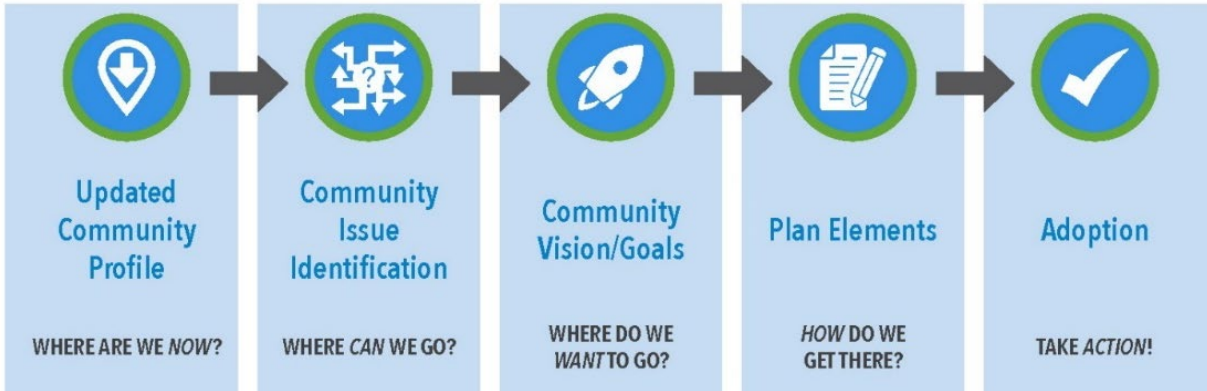 ?
Updated
Community
Profile
WHERE ARE WE NOW?
Community
Issue
Identification
WHERE CAN WE GO?
Community
Vision/Goals
WHERE DO WE
WANT TO GO?
Plan Elements
HOW DO WE
GET THERE?
Adoption
TAKE ACTION!